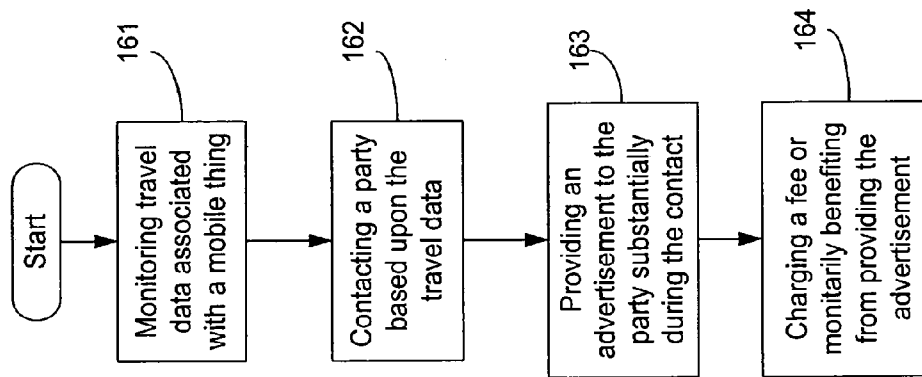 Start
Monitoring travel
data associated
with a mobile thing
161
Contacting a party
based upon the
travel data
162
Providing an
advertisement to the
party substantially
during the contact
163
Charging a fee or
monitarily benefiting
from providing the
advertisement
164